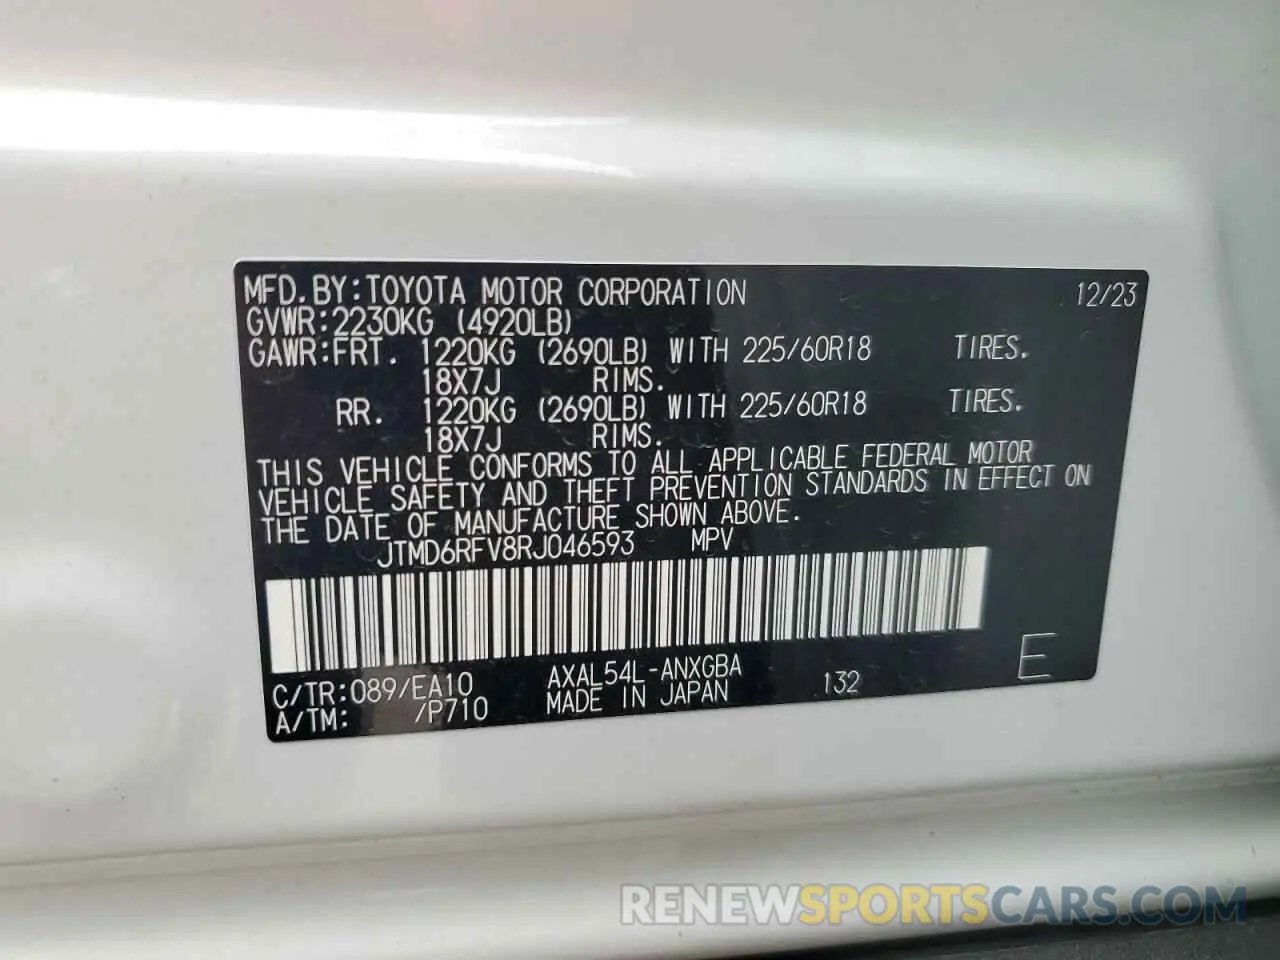 MFD.BY:TOYOTA MOTOR CORPORATION 12/23
GVWR:2230KG (4920LB)
GAWR:FRT. 1220KG (2690LB) WITH 225/60R18 TIRES.
18X7J RIMS.
RR. 1220KG (2690LB) WITH 225/60R18 TIRES.
18X7J RIMS.
THIS VEHICLE CONFORMS TO ALL APPLICABLE FEDERAL MOTOR
VEHICLE SAFETY AND THEFT PREVENTION STANDARDS IN EFFECT ON
THE DATE OF MANUFACTURE SHOWN ABOVE.
JTMD6RFV8RJ046593 MPV
C/TR:089/EA10 AXAL54L-ANXGBA 132 E
A/TM: /P710 MADE IN JAPAN
RENEWSPORTSCARS.COM